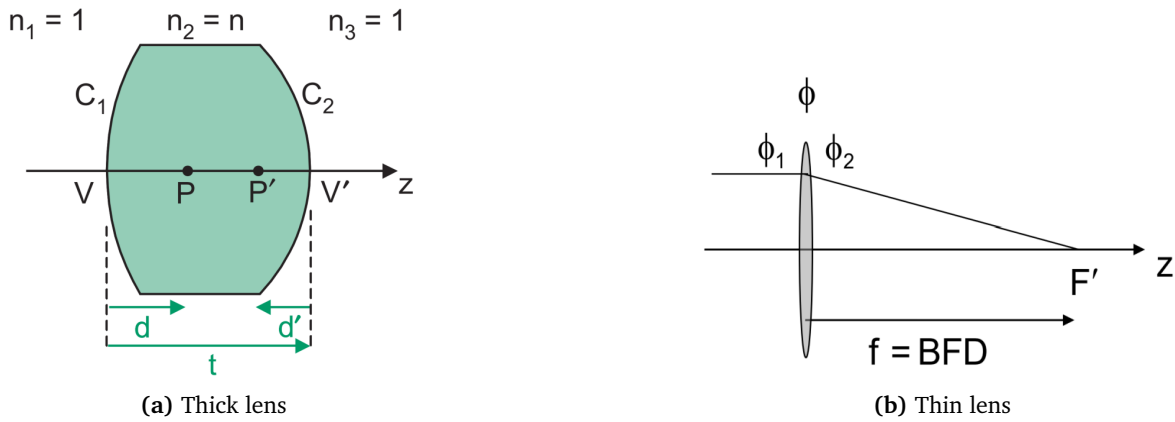 n₁ = 1 n₂ = n n₃ = 1
C₁ C₂
V P P′ V′ z
d d′
t
(a) Thick lens
ϕ
ϕ₁ ϕ₂
z
F′
f = BFD
(b) Thin lens